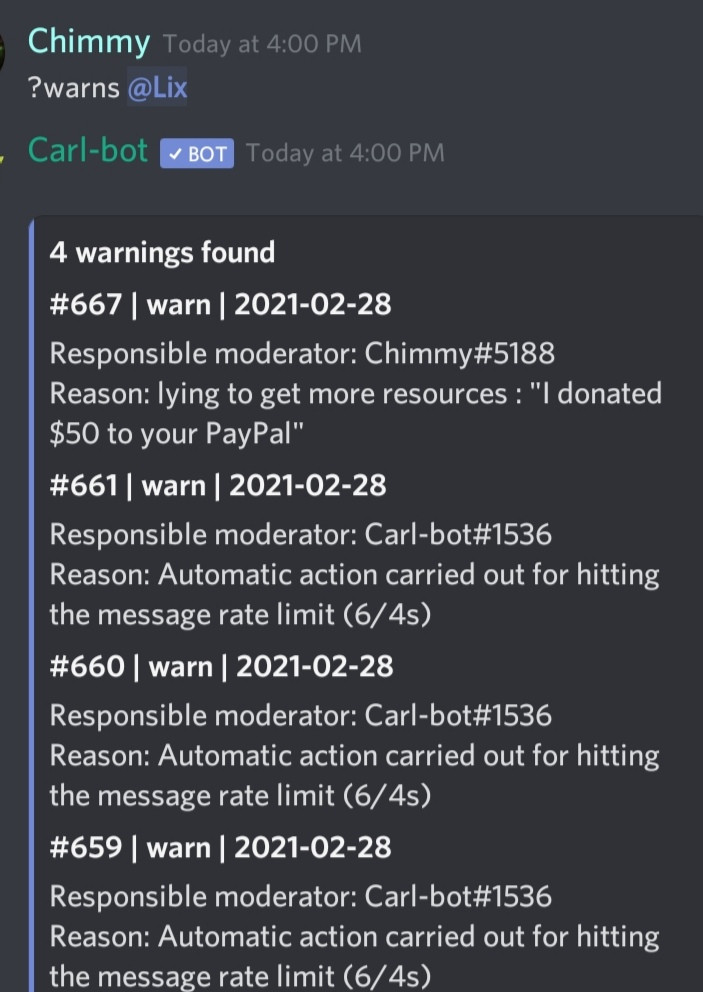 Chimmy Today at 4:00 PM
?warns @Lix
Carl-bot ✓ BOT Today at 4:00 PM
4 warnings found
#667 | warn | 2021-02-28
Responsible moderator: Chimmy#5188
Reason: lying to get more resources : "I donated
$50 to your PayPal"
#661 | warn | 2021-02-28
Responsible moderator: Carl-bot#1536
Reason: Automatic action carried out for hitting
the message rate limit (6/4s)
#660 | warn | 2021-02-28
Responsible moderator: Carl-bot#1536
Reason: Automatic action carried out for hitting
the message rate limit (6/4s)
#659 | warn | 2021-02-28
Responsible moderator: Carl-bot#1536
Reason: Automatic action carried out for hitting
the message rate limit (6/4s)